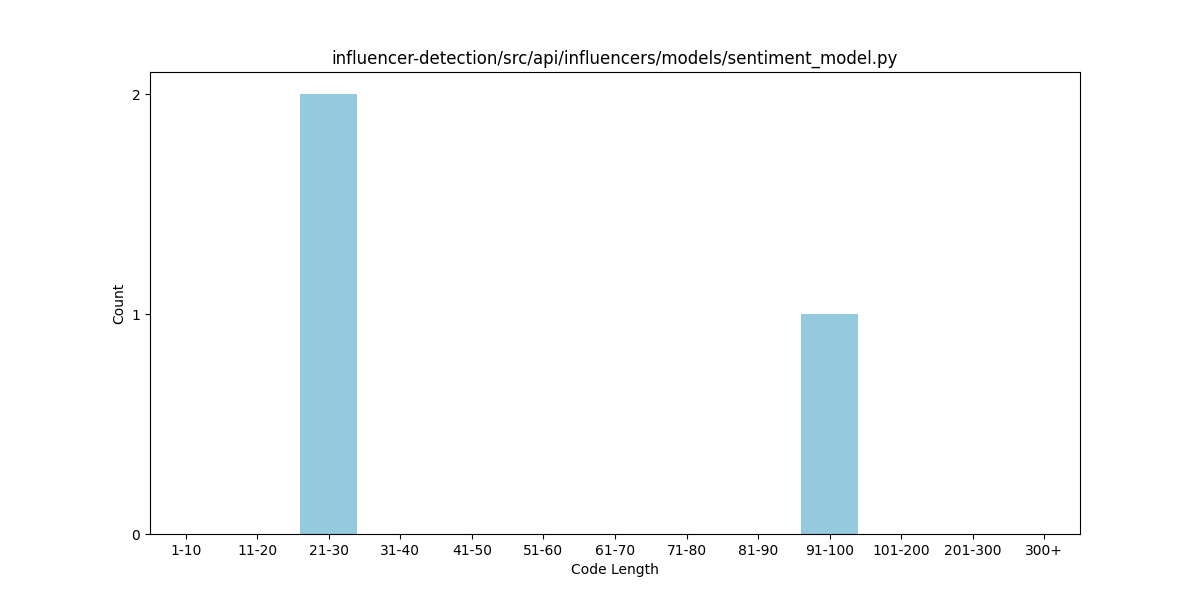 influencer-detection/src/api/influencers/models/sentiment_model.py
2
1
0
Count
1-10 11-20 21-30 31-40 41-50 51-60 61-70 71-80 81-90 91-100 101-200 201-300 300+
Code Length